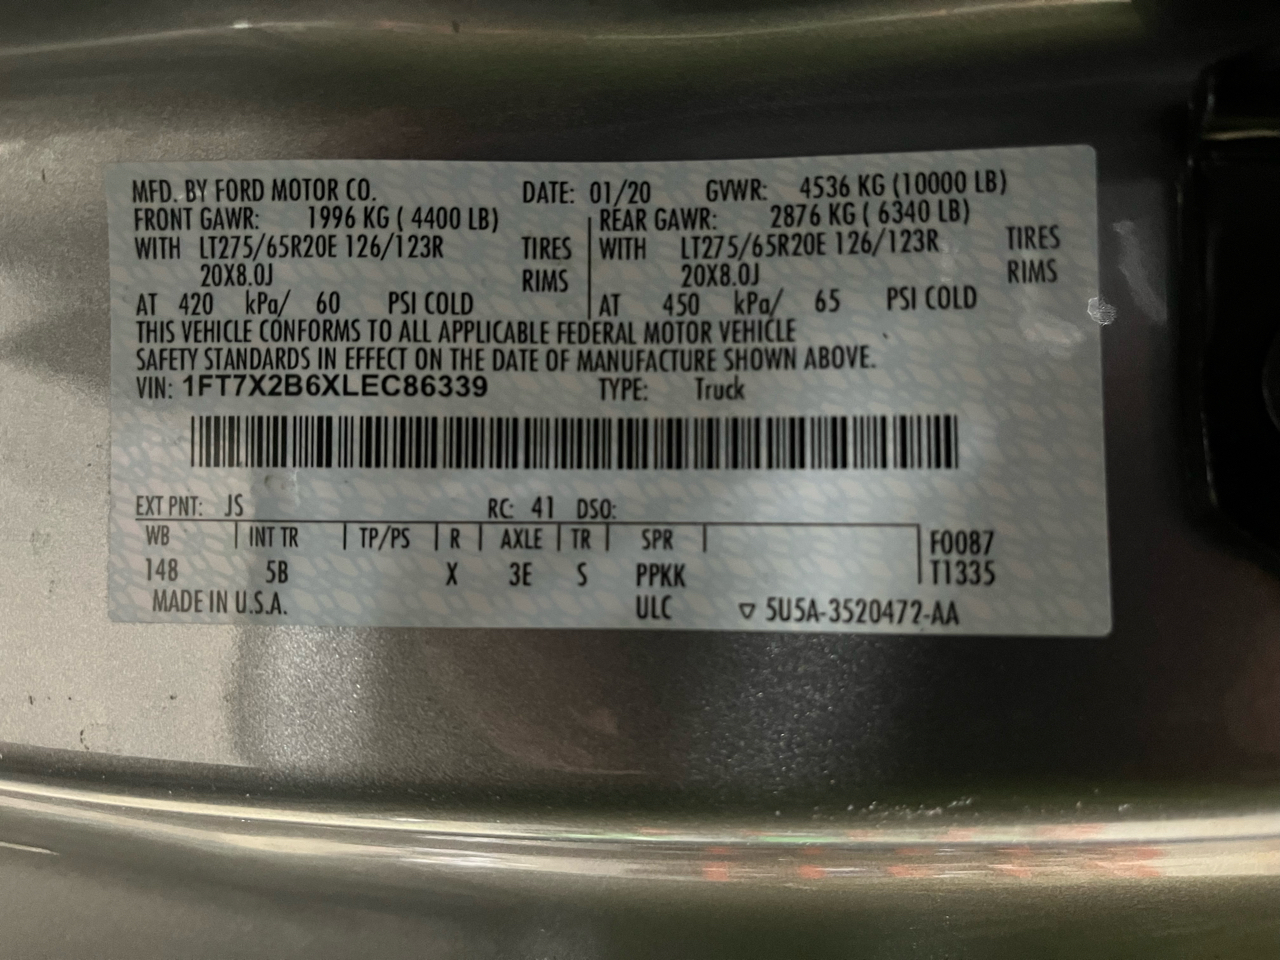 MFD. BY FORD MOTOR CO. DATE: 01/20 GVWR: 4536 KG (10000 LB)
FRONT GAWR: 1996 KG ( 4400 LB) REAR GAWR: 2876 KG ( 6340 LB)
WITH LT275/65R20E 126/123R TIRES WITH LT275/65R20E 126/123R TIRES
20X8.0J RIMS 20X8.0J RIMS
AT 420 kPa/ 60 PSI COLD AT 450 kPa/ 65 PSI COLD
THIS VEHICLE CONFORMS TO ALL APPLICABLE FEDERAL MOTOR VEHICLE
SAFETY STANDARDS IN EFFECT ON THE DATE OF MANUFACTURE SHOWN ABOVE.
VIN: 1FT7X2B6XLEC86339 TYPE: Truck
EXT PNT: JS RC: 41 DSO:
WB INT TR TP/PS R AXLE TR SPR F0087
148 5B X 3E S PPKK T1335
MADE IN U.S.A. ULC ▽ 5U5A-3520472-AA